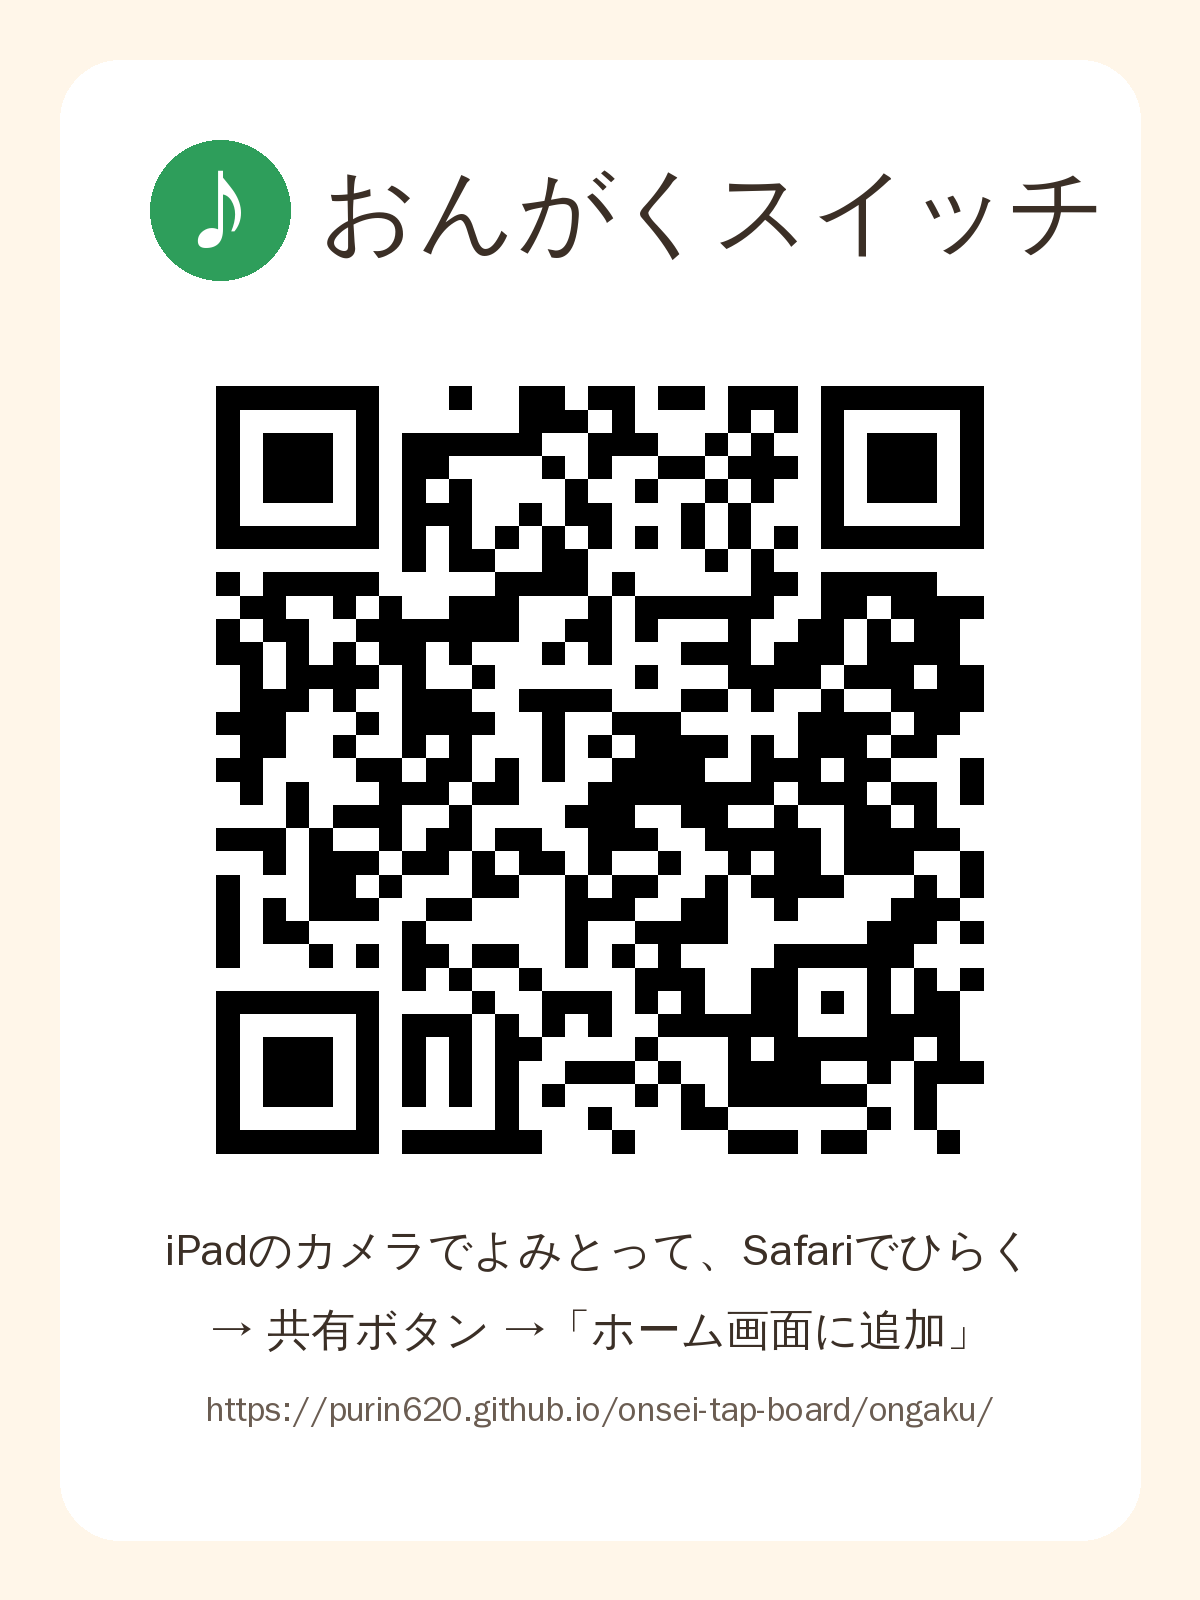 おんがくスイッチ
iPadのカメラでよみとって、Safariでひらく
→ 共有ボタン →「ホーム画面に追加」
https://purin620.github.io/onsei-tap-board/ongaku/